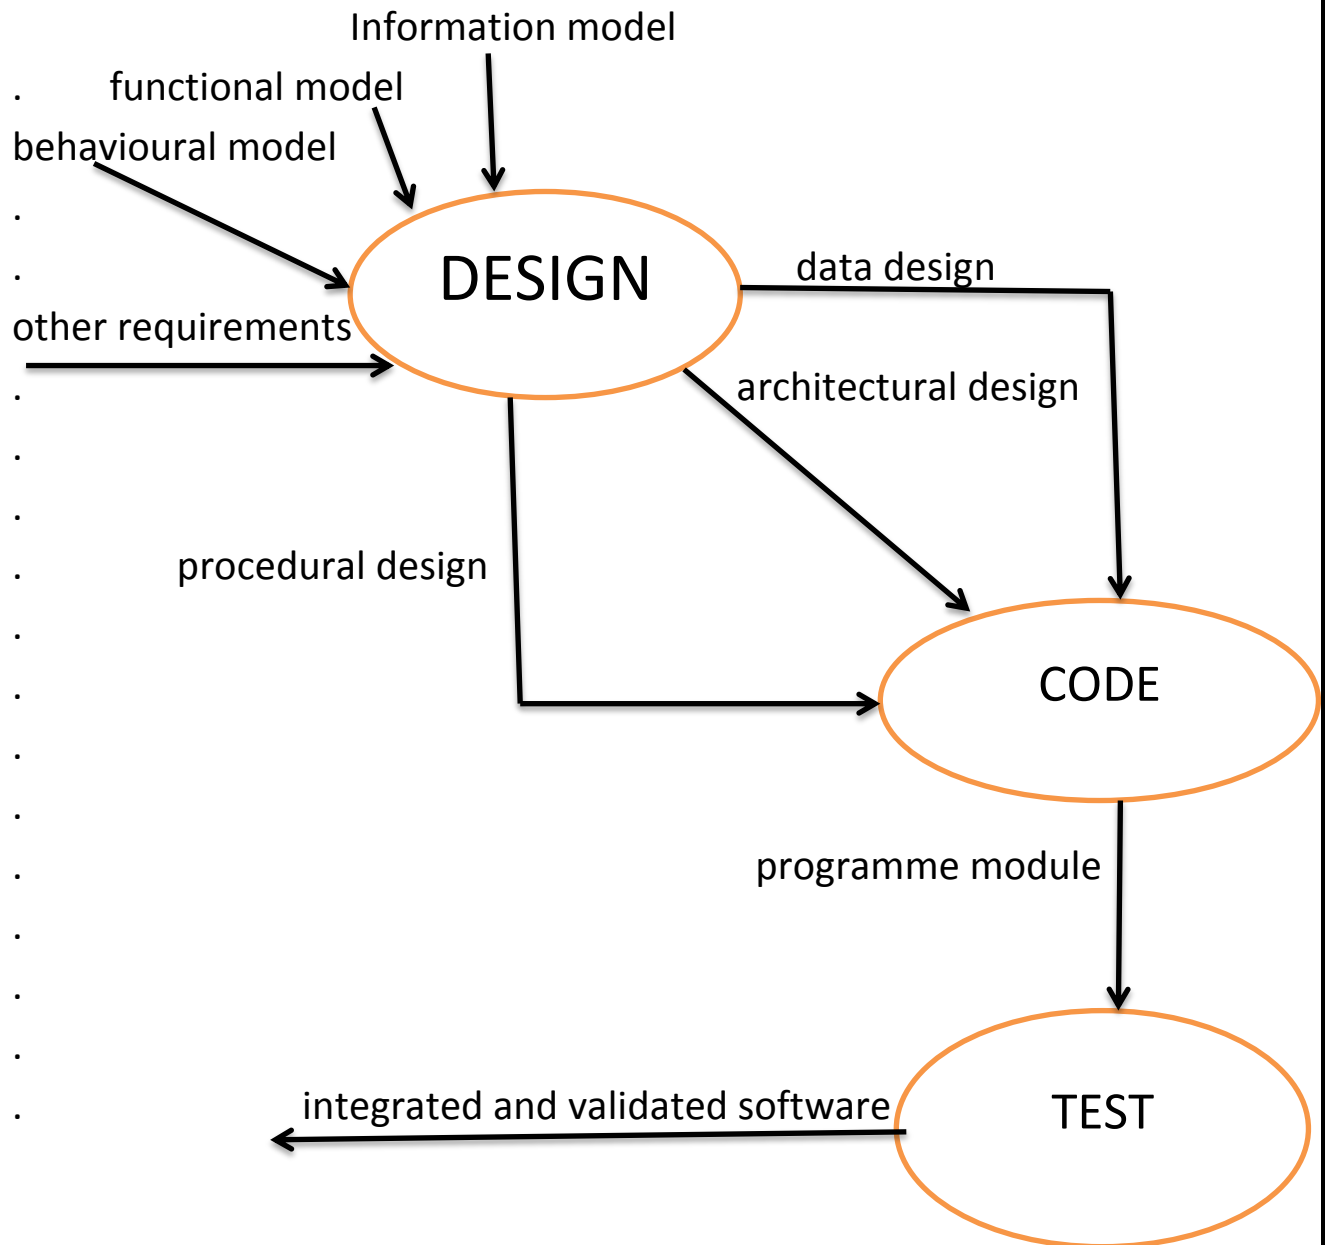 Information model
. functional model
behavioural model
.
DESIGN
. data design
other requirements
architectural design
.
.
.
. procedural design
.
CODE
.
.
.
. programme module
.
.
.
. integrated and validated software
TEST